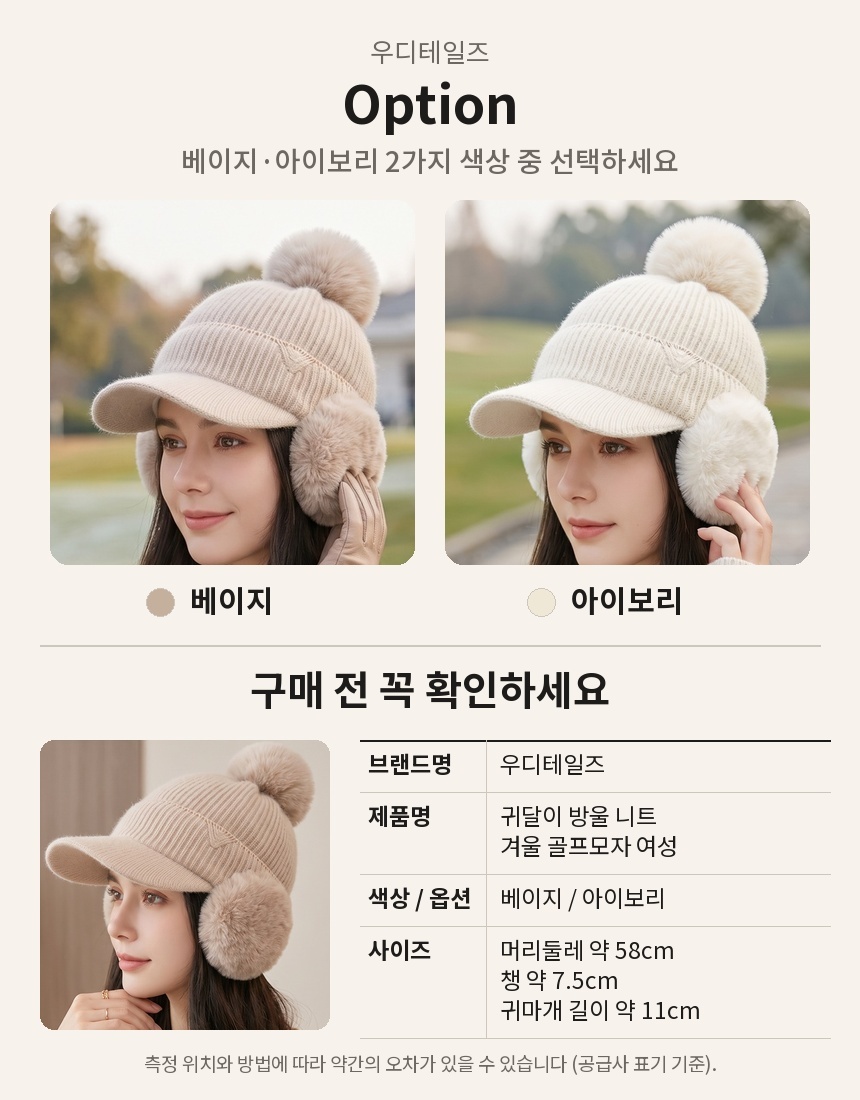 우디테일즈
Option
베이지·아이보리 2가지 색상 중 선택하세요
베이지
아이보리
구매 전 꼭 확인하세요
브랜드명 우디테일즈
제품명 귀달이 방울 니트
겨울 골프모자 여성
색상 / 옵션 베이지 / 아이보리
사이즈 머리둘레 약 58cm
챙 약 7.5cm
귀마개 길이 약 11cm
측정 위치와 방법에 따라 약간의 오차가 있을 수 있습니다 (공급사 표기 기준).